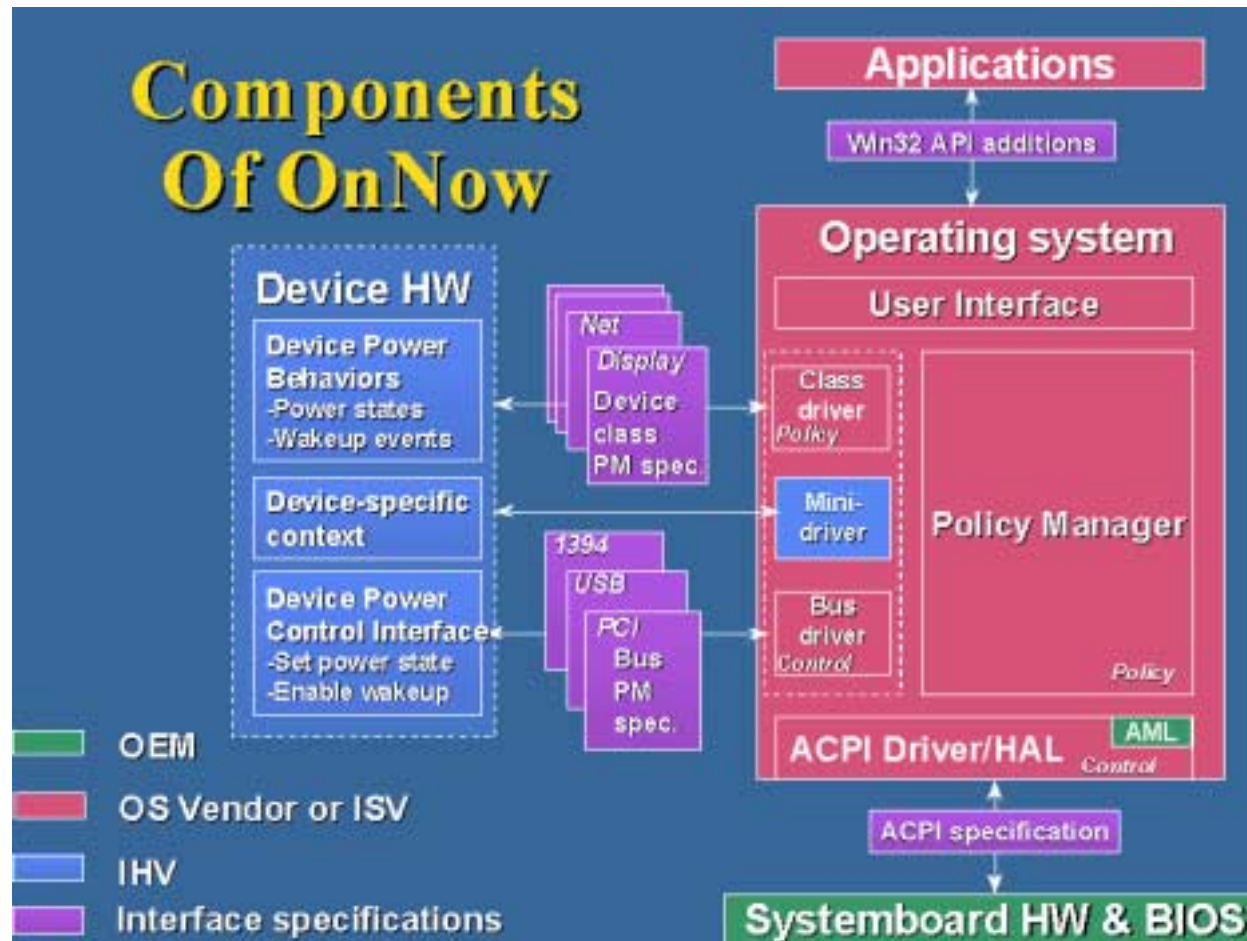 Components
Of OnNow
Applications
Win32 API additions
Operating system
User Interface
Device HW
Device Power
Behaviors
-Power states
-Wakeup events
Device-specific
context
Device Power
Control Interface
-Set power state
-Enable wakeup
Net
Display
Device
class
PM spec.
1394
USB
PCI
Bus
PM
spec.
Class
driver
Policy
Mini-
driver
Bus
driver
Control
Policy Manager
Policy
ACPI Driver/HAL
AML
Control
ACPI specification
Systemboard HW & BIOS
OEM
OS Vendor or ISV
IHV
Interface specifications